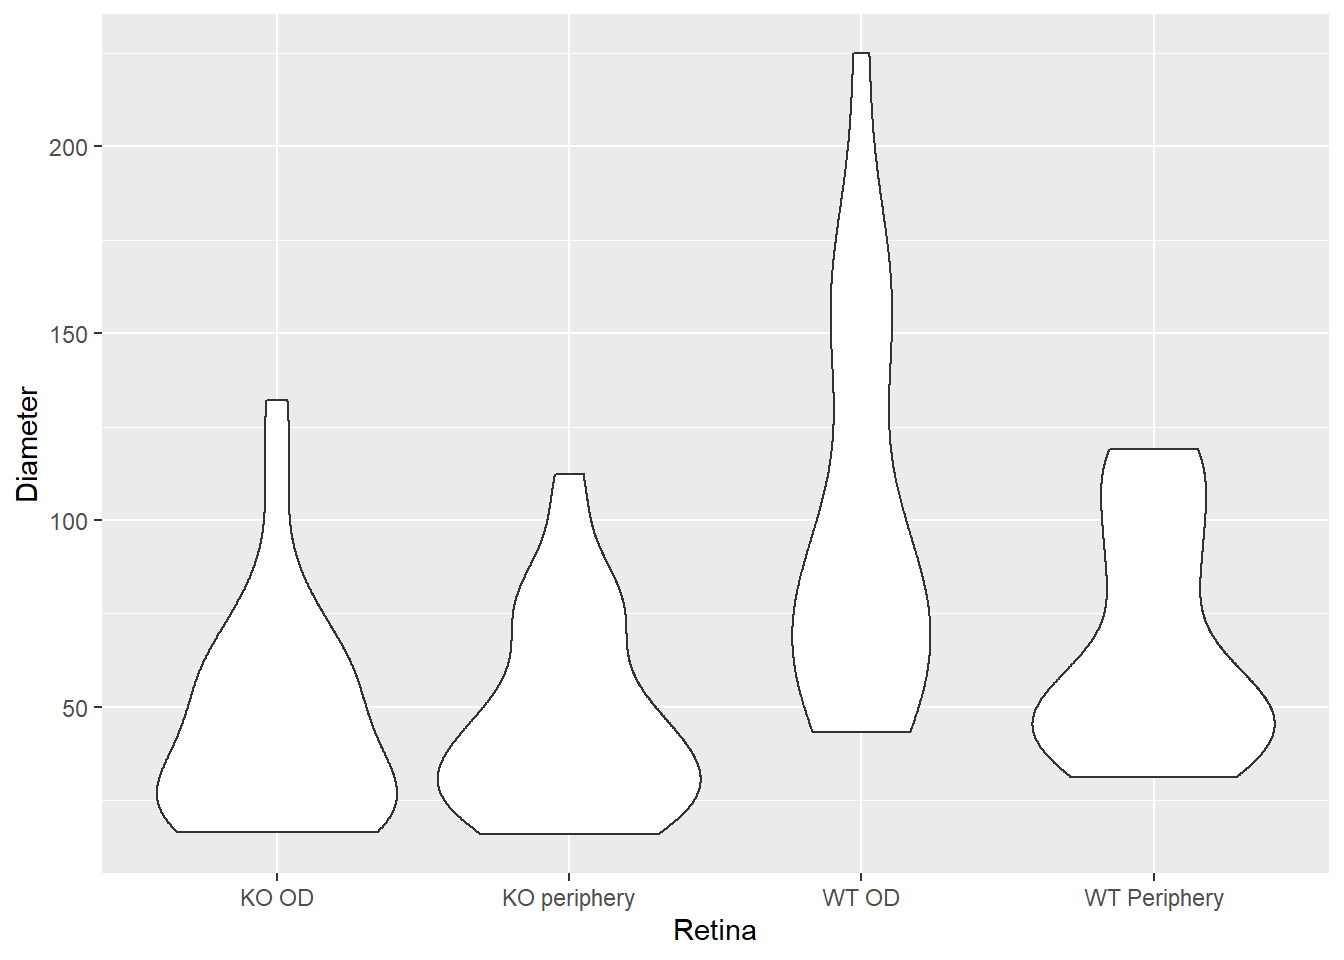 Diameter
200
150
100
50
KO OD
KO periphery
WT OD
WT Periphery
Retina